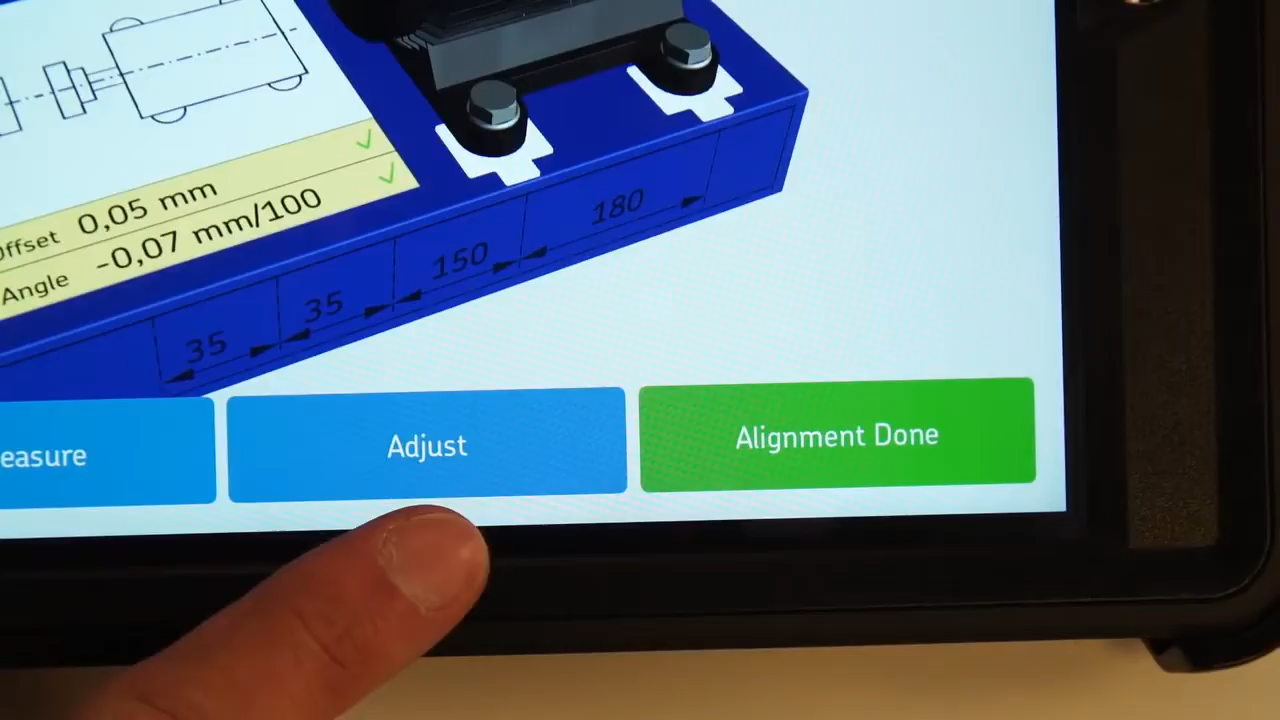 Offset 0,05 mm
Angle -0,07 mm/100
35 35 150 180
easure
Adjust
Alignment Done